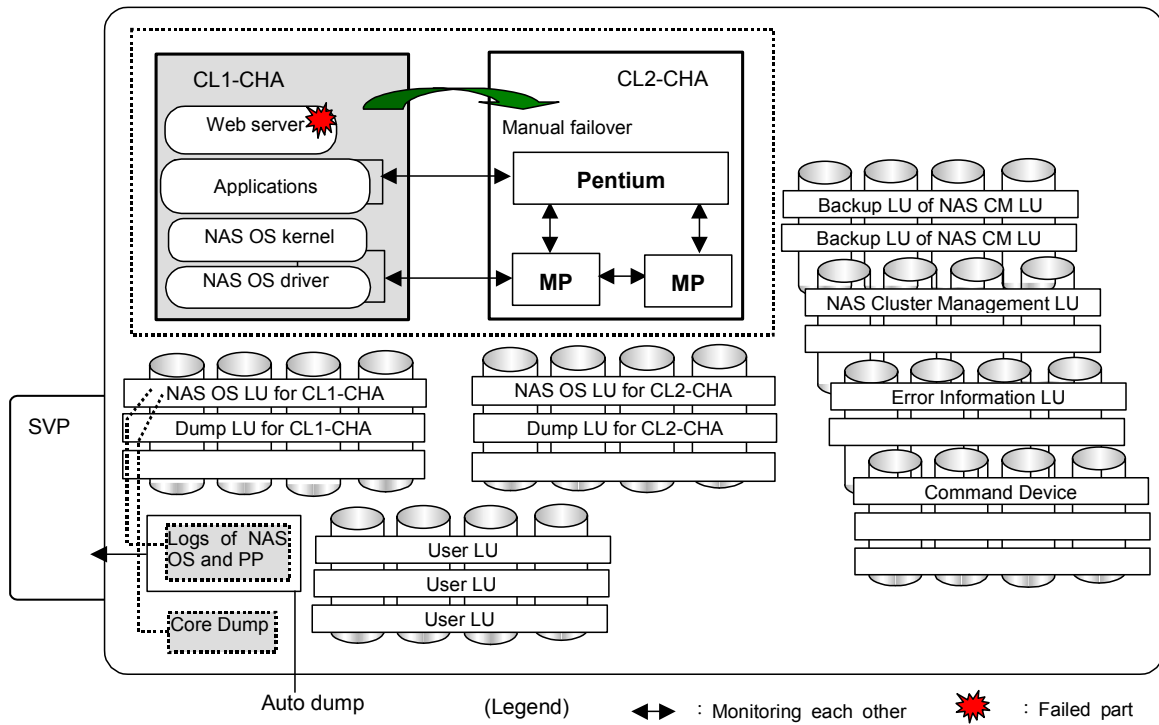 CL1-CHA
Web server
Applications
NAS OS kernel
NAS OS driver
CL2-CHA
Manual failover
Pentium
MP
MP
Backup LU of NAS CM LU
Backup LU of NAS CM LU
NAS Cluster Management LU
Error Information LU
Command Device
NAS OS LU for CL1-CHA
Dump LU for CL1-CHA
NAS OS LU for CL2-CHA
Dump LU for CL2-CHA
SVP
Logs of NAS
OS and PP
Core Dump
User LU
User LU
User LU
Auto dump
(Legend)
: Monitoring each other
: Failed part